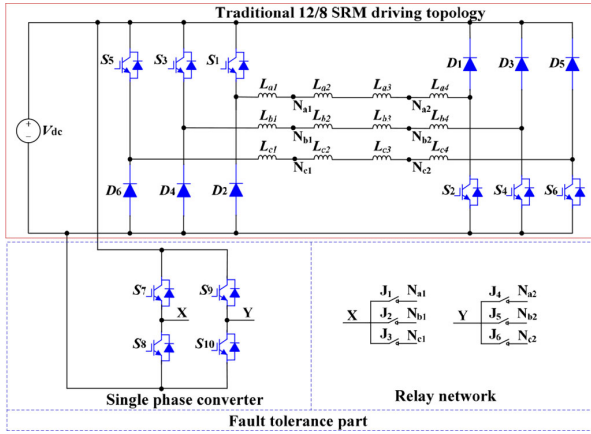 Traditional 12/8 SRM driving topology
S5 S3 S1 D1 D3 D5
La1 La2 La3 La4
Na1 Na2
Lb1 Lb2 Lb3 Lb4
Vdc Nb1 Nb2
Lc1 Lc2 Lc3 Lc4
Nc1 Nc2
D6 D4 D2 S2 S4 S6
S7 S9 J1 Na1 J4 Na2
X Y X J2 Nb1 Y J5 Nb2
S8 S10 J3 Nc1 J6 Nc2
Single phase converter Relay network
Fault tolerance part